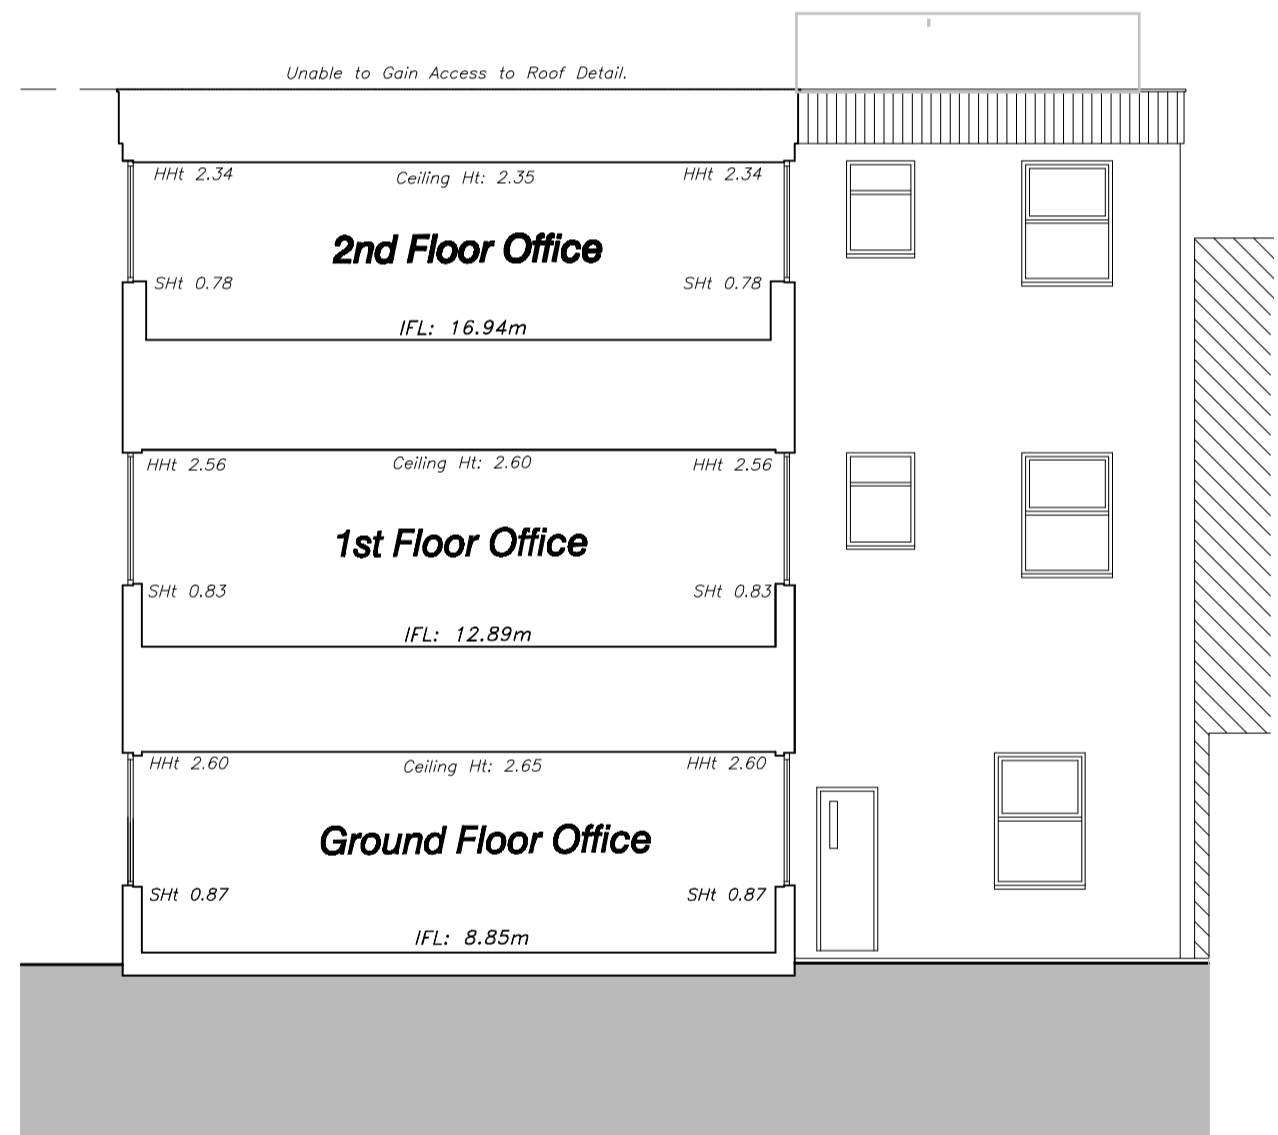 Unable to Gain Access to Roof Detail.
HHt 2.34
Ceiling Ht: 2.35
HHt 2.34
2nd Floor Office
SHt 0.78
SHt 0.78
IFL: 16.94m
HHt 2.56
Ceiling Ht: 2.60
HHt 2.56
1st Floor Office
SHt 0.83
SHt 0.83
IFL: 12.89m
HHt 2.60
Ceiling Ht: 2.65
HHt 2.60
Ground Floor Office
SHt 0.87
SHt 0.87
IFL: 8.85m